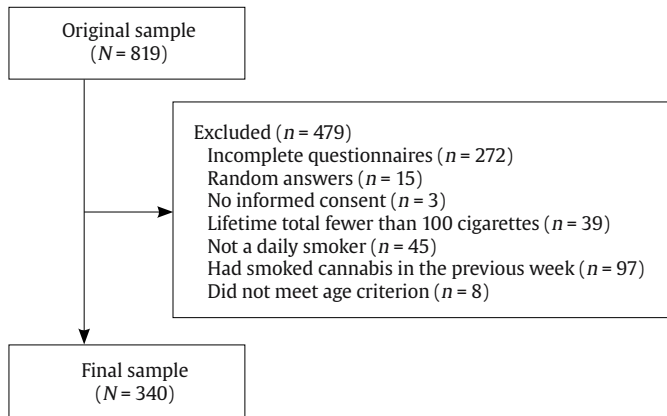 Original sample
(N = 819)
Excluded (n = 479)
Incomplete questionnaires (n = 272)
Random answers (n = 15)
No informed consent (n = 3)
Lifetime total fewer than 100 cigarettes (n = 39)
Not a daily smoker (n = 45)
Had smoked cannabis in the previous week (n = 97)
Did not meet age criterion (n = 8)
Final sample
(N = 340)